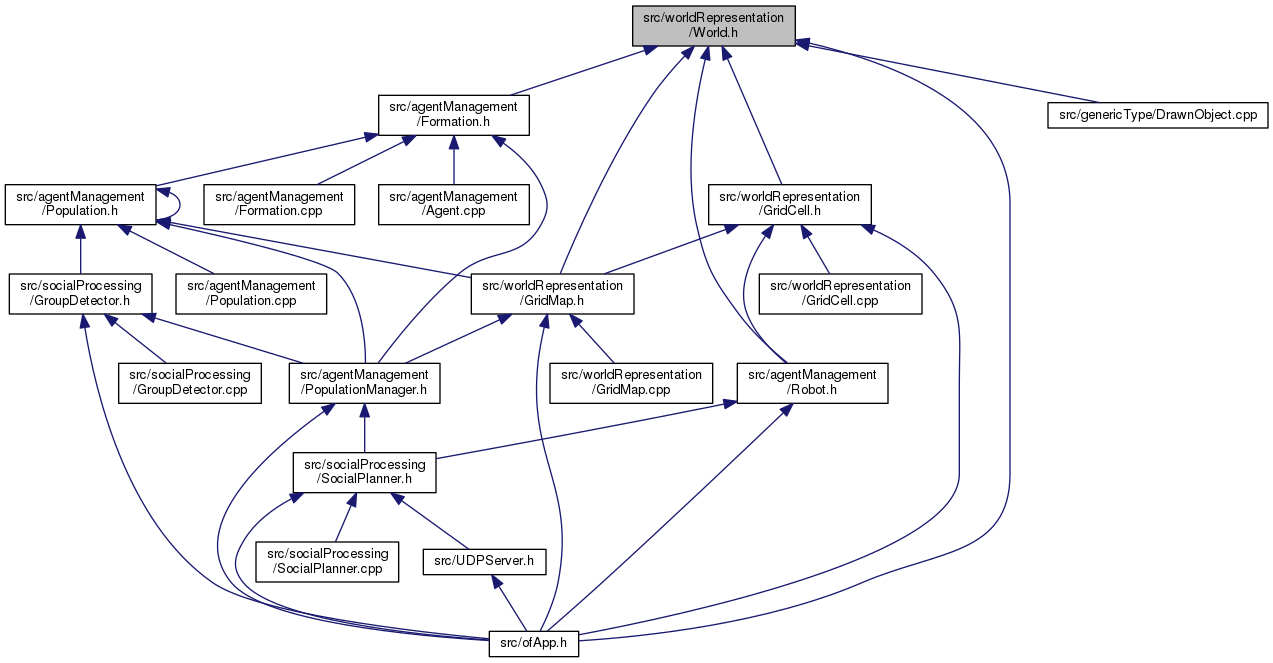 src/worldRepresentation
/World.h
src/agentManagement
/Formation.h
src/genericType/DrawnObject.cpp
src/agentManagement
/Population.h
src/agentManagement
/Formation.cpp
src/agentManagement
/Agent.cpp
src/worldRepresentation
/GridCell.h
src/socialProcessing
/GroupDetector.h
src/agentManagement
/Population.cpp
src/worldRepresentation
/GridMap.h
src/worldRepresentation
/GridCell.cpp
src/socialProcessing
/GroupDetector.cpp
src/agentManagement
/PopulationManager.h
src/worldRepresentation
/GridMap.cpp
src/agentManagement
/Robot.h
src/socialProcessing
/SocialPlanner.h
src/socialProcessing
/SocialPlanner.cpp
src/UDPServer.h
src/ofApp.h